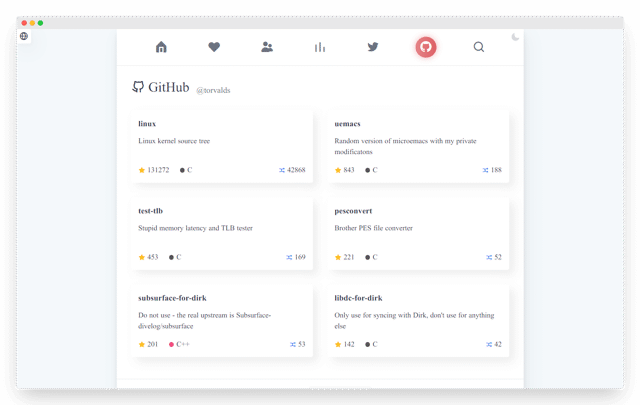 GitHub @torvalds
linux
Linux kernel source tree
131272 C 42868
uemacs
Random version of microemacs with my private
modificatons
843 C 188
test-tlb
Stupid memory latency and TLB tester
453 C 169
pesconvert
Brother PES file converter
221 C 52
subsurface-for-dirk
Do not use - the real upstream is Subsurface-
divelog/subsurface
201 C++ 53
libdc-for-dirk
Only use for syncing with Dirk, don't use for anything
else
142 C 42